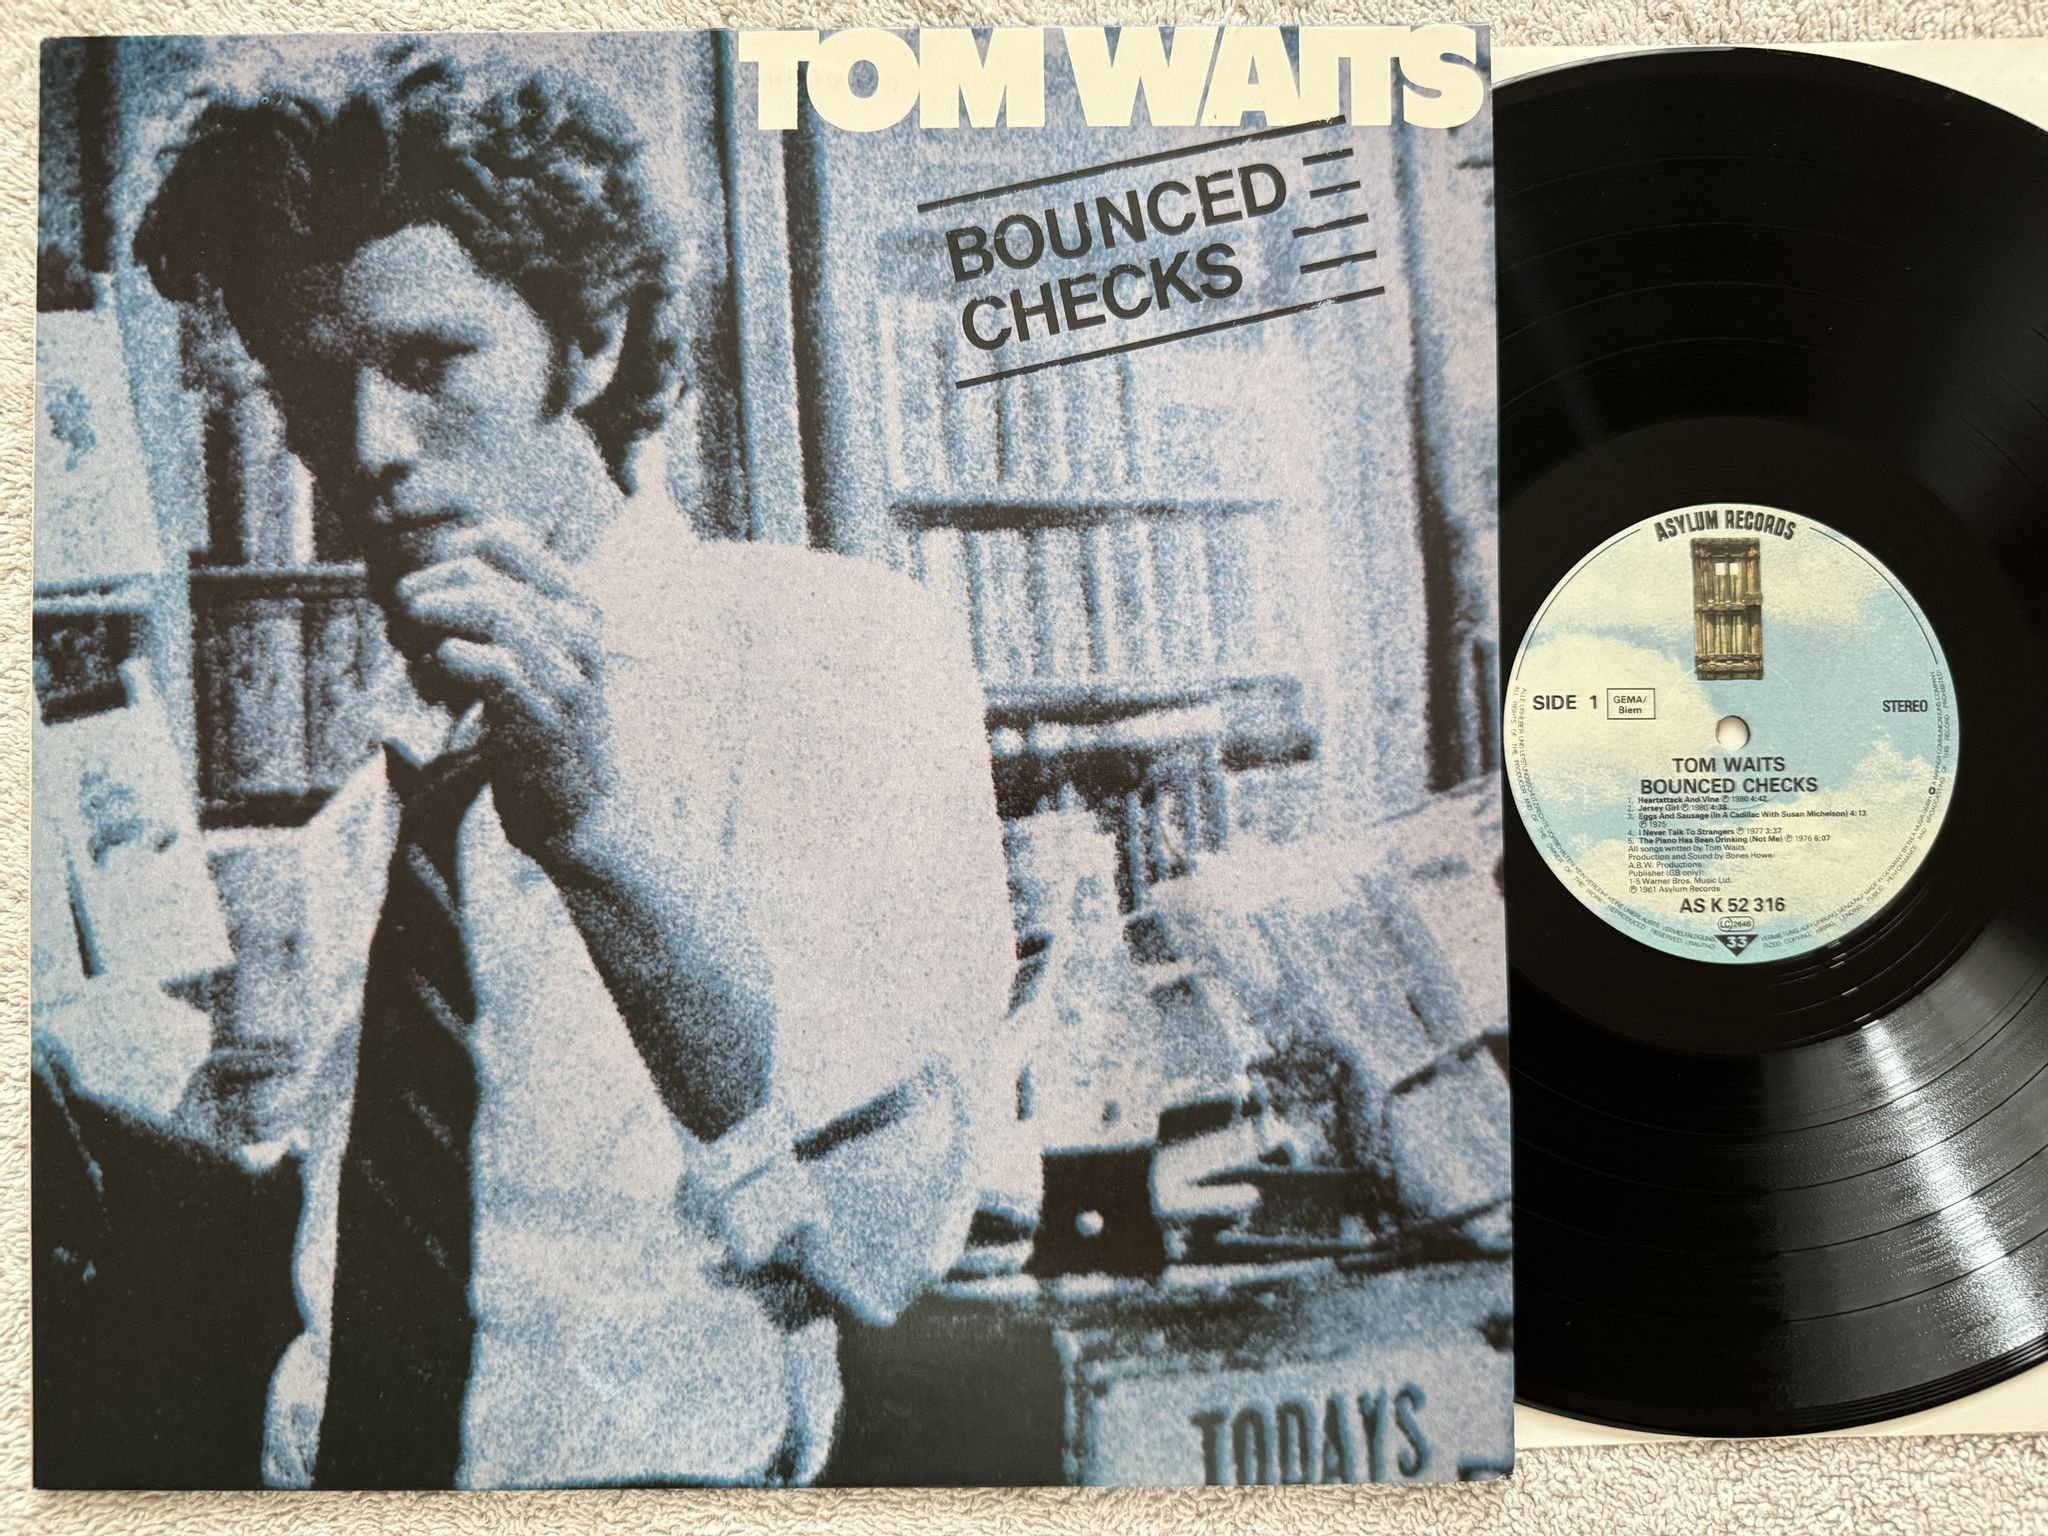 TOM WAITS
BOUNCED
CHECKS
TODAYS
ASYLUM RECORDS
SIDE 1
GEMA/
Biem
STEREO
TOM WAITS
BOUNCED CHECKS
1. Heartattack And Vine ℗ 1980 4:42
2. Jersey Girl ℗ 1980 4:38
3. Eggs And Sausage (In A Cadillac With Susan Michelson) 4:13
℗ 1975
4. I Never Talk To Strangers ℗ 1977 3:37
5. The Piano Has Been Drinking (Not Me) ℗ 1976 6:07
All songs written by Tom Waits
Production and Sound by Bones Howe/
A.B.W. Productions
Publisher (GB only):
1-5 Warner Bros. Music Ltd.
℗ 1981 Asylum Records
AS K 52 316
LC 2648
33